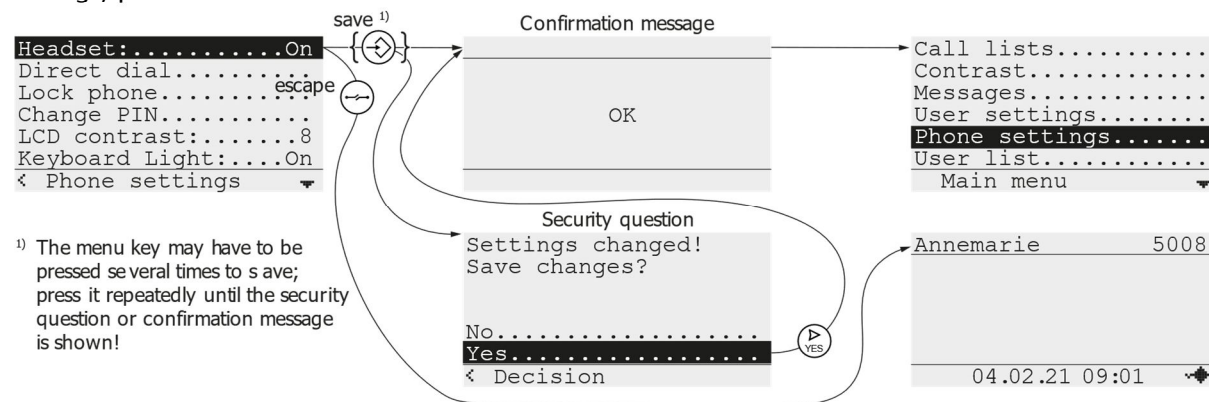 save 1)
Confirmation message
Headset:...........On
Direct dial..........
Lock phone...........
Change PIN...........
LCD contrast:.......8
Keyboard Light:....On
< Phone settings
escape
OK
Call lists...........
Contrast.............
Messages.............
User settings........
Phone settings.......
User list............
Main menu
1) The menu key may have to be
pressed several times to s ave;
press it repeatedly until the security
question or confirmation message
is shown!
Security question
Settings changed!
Save changes?
No...................
Yes..................
< Decision
YES
Annemarie 5008
04.02.21 09:01